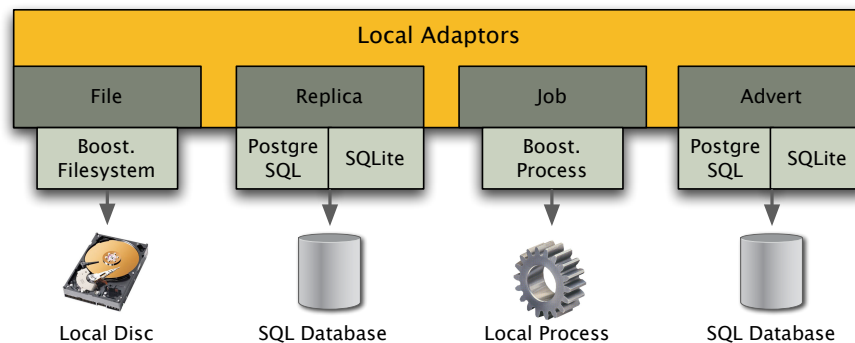 Local Adaptors
File
Replica
Job
Advert
Boost.
Filesystem
Postgre
SQL
SQLite
Boost.
Process
Postgre
SQL
SQLite
Local Disc
SQL Database
Local Process
SQL Database